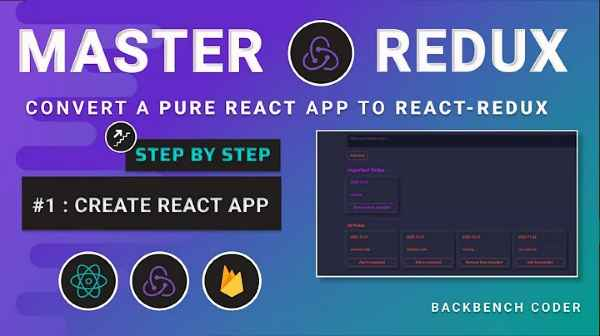 MASTER REDUX
CONVERT A PURE REACT APP TO REACT-REDUX
STEP BY STEP
#1 : CREATE REACT APP
BACKBENCH CODER